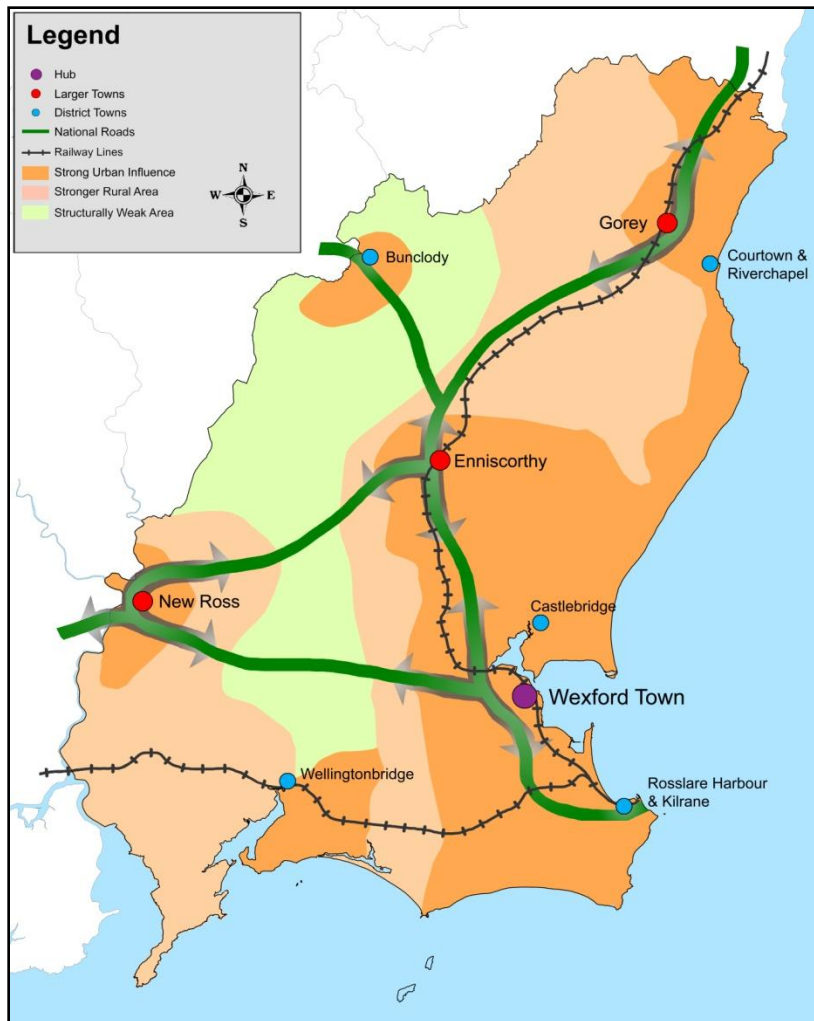 Legend
Hub
Larger Towns
District Towns
National Roads
Railway Lines
Strong Urban Influence
Stronger Rural Area
Structurally Weak Area
N
W E
S
Gorey
Courtown &
Riverchapel
Bunclody
Enniscorthy
New Ross
Castlebridge
Wexford Town
Wellingtonbridge
Rosslare Harbour
& Kilrane